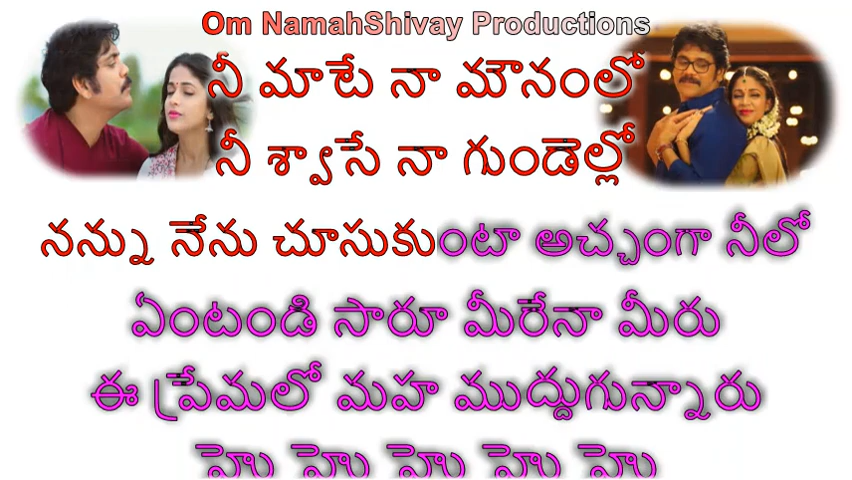 Om NamahShivay Productions
నీ మాటే నా మౌనంలో
నీ శ్వాసే నా గుండెల్లో
నన్ను నేను చూసుకుంటా అచ్చంగా నీలో
ఏంటండి సారూ మీరేనా మీరు
ఈ ప్రేమలో మహ ముద్దుగున్నారు
హె హె హె హె హె